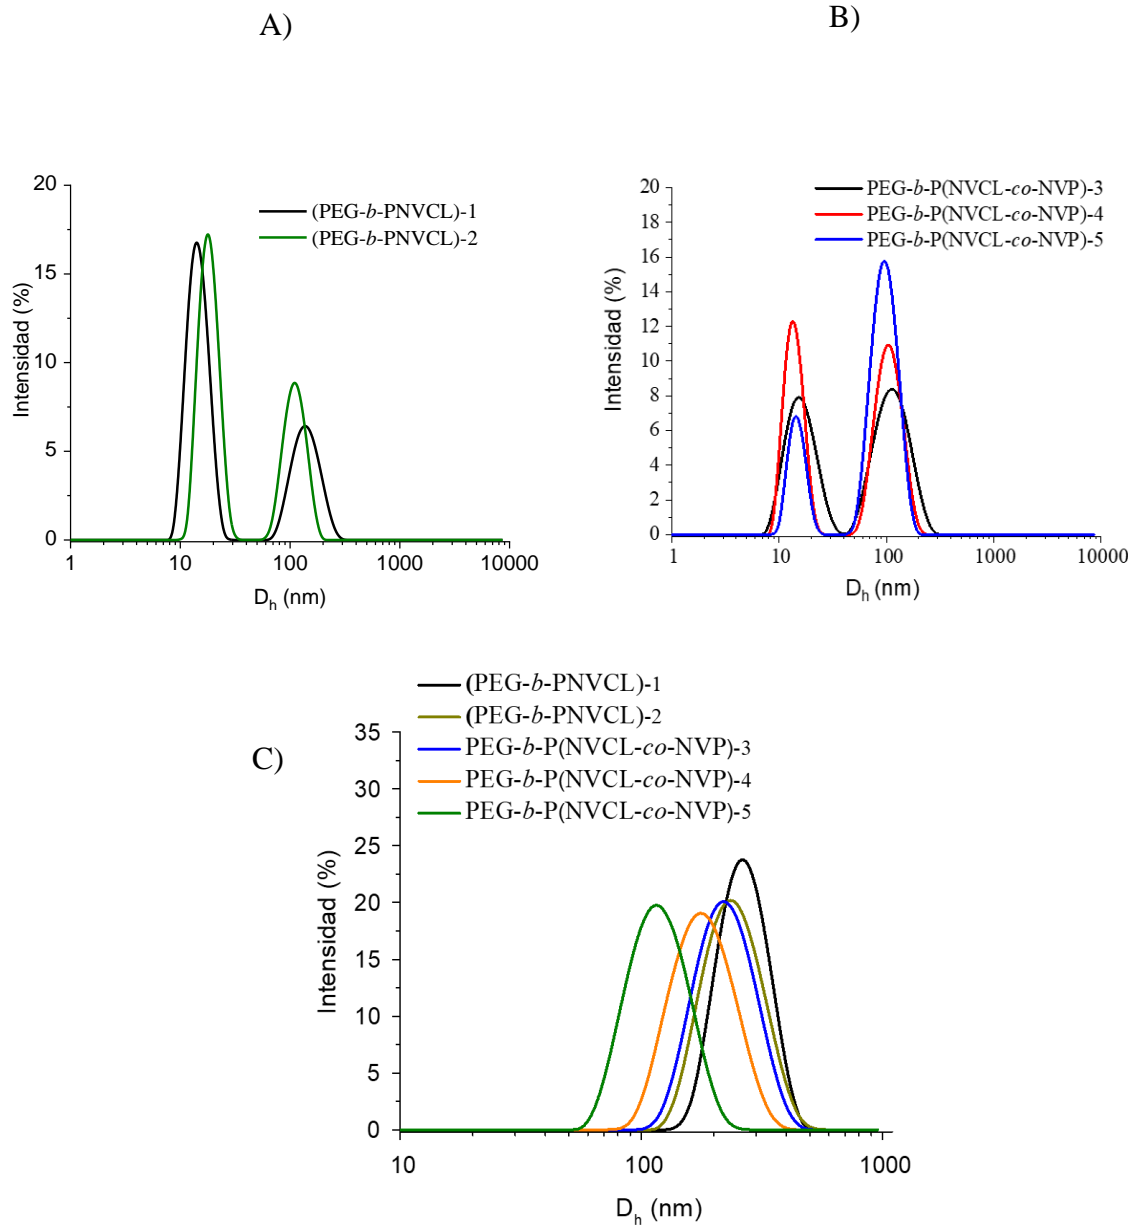 A)
B)
20
15
10
5
0
Intensidad (%)
(PEG-b-PNVCL)-1
(PEG-b-PNVCL)-2
1
10
100
1000
10000
Dh (nm)
20
18
16
14
12
10
8
6
4
2
0
Intensidad (%)
PEG-b-P(NVCL-co-NVP)-3
PEG-b-P(NVCL-co-NVP)-4
PEG-b-P(NVCL-co-NVP)-5
1
10
100
1000
10000
Dh (nm)
C)
(PEG-b-PNVCL)-1
(PEG-b-PNVCL)-2
PEG-b-P(NVCL-co-NVP)-3
PEG-b-P(NVCL-co-NVP)-4
PEG-b-P(NVCL-co-NVP)-5
35
30
25
20
15
10
5
0
Intensidad (%)
10
100
1000
Dh (nm)